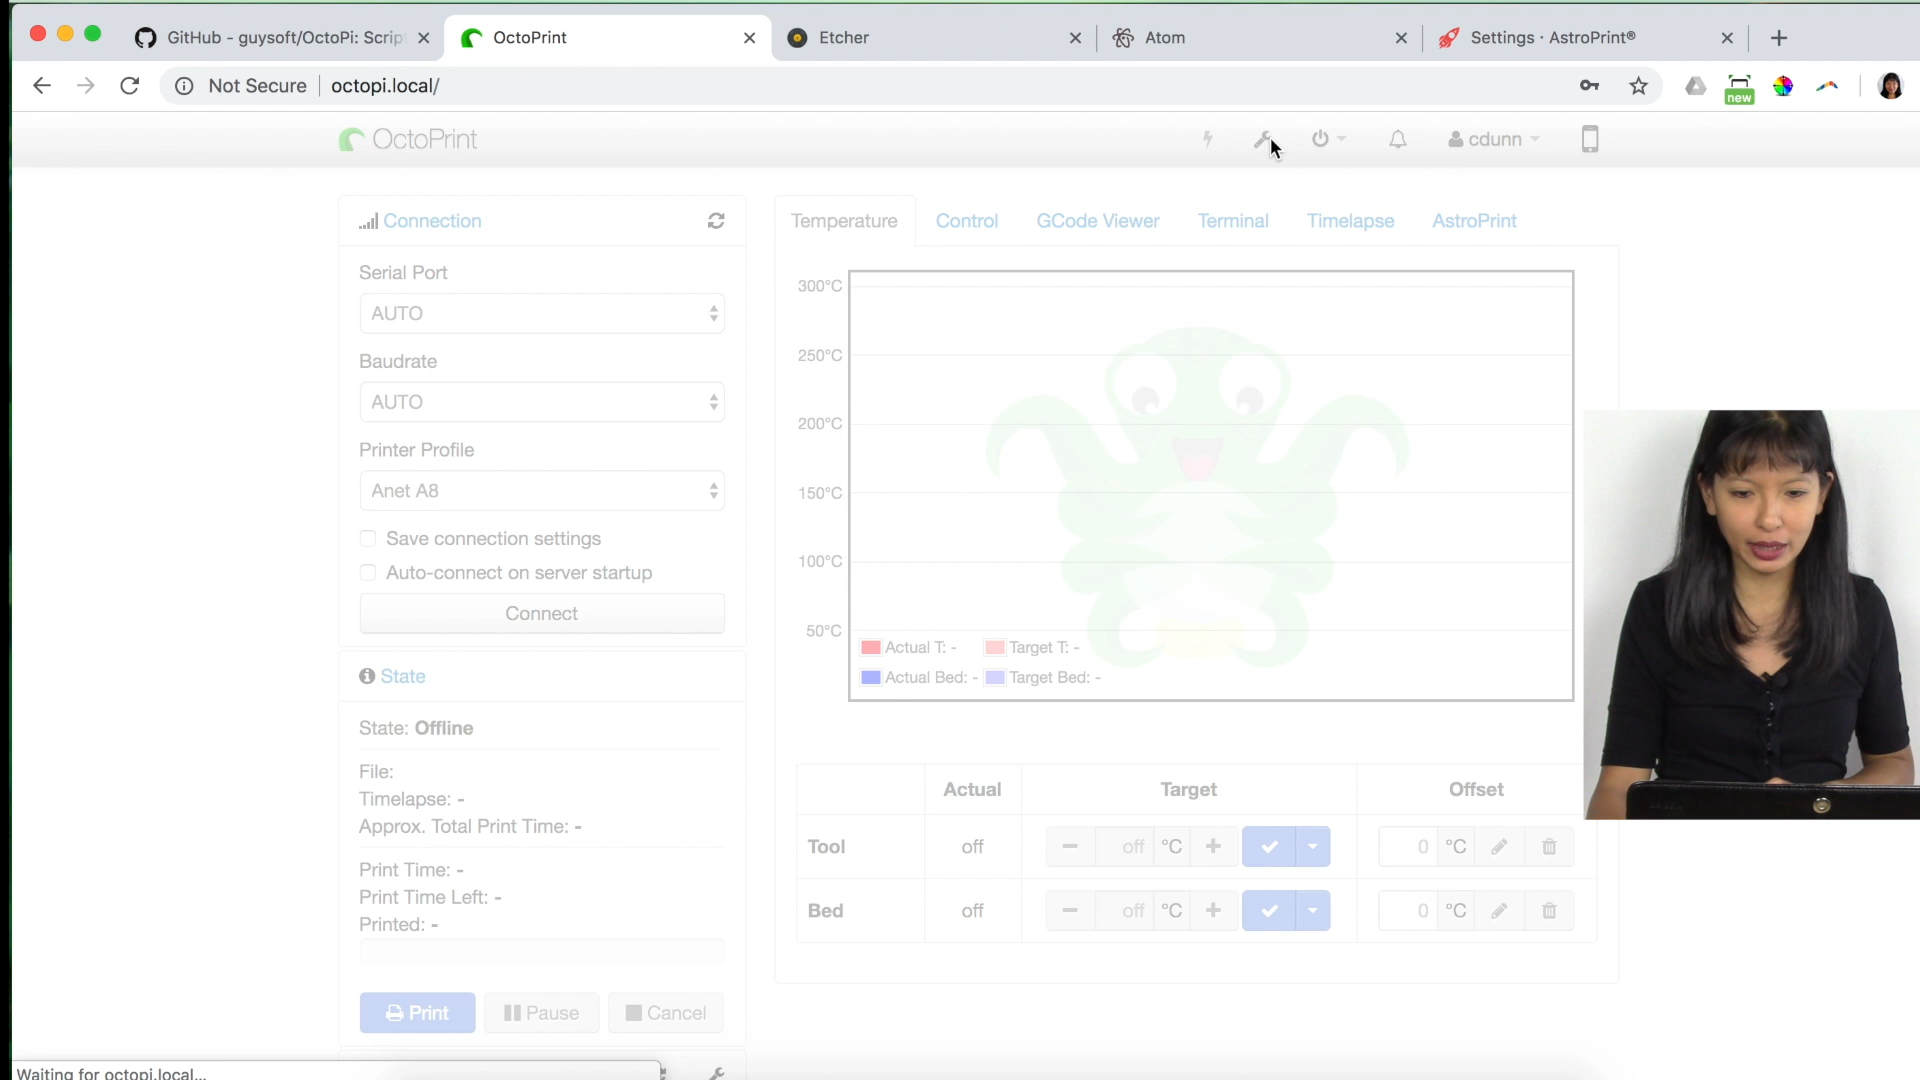 GitHub - guysoft/OctoPi: Scrip
OctoPrint
Etcher
Atom
Settings · AstroPrint®
Not Secure
octopi.local/
new
OctoPrint
cdunn
Connection
Serial Port
AUTO
Baudrate
AUTO
Printer Profile
Anet A8
Save connection settings
Auto-connect on server startup
Connect
State
State: Offline
File:
Timelapse: -
Approx. Total Print Time: -
Print Time: -
Print Time Left: -
Printed: -
Print
Pause
Cancel
Temperature
Control
GCode Viewer
Terminal
Timelapse
AstroPrint
300°C
250°C
200°C
150°C
100°C
50°C
Actual T: -
Target T: -
Actual Bed: -
Target Bed: -
Actual
Target
Offset
Tool
off
off
°C
0
°C
Bed
off
off
°C
0
°C
Waiting for octopi.local...